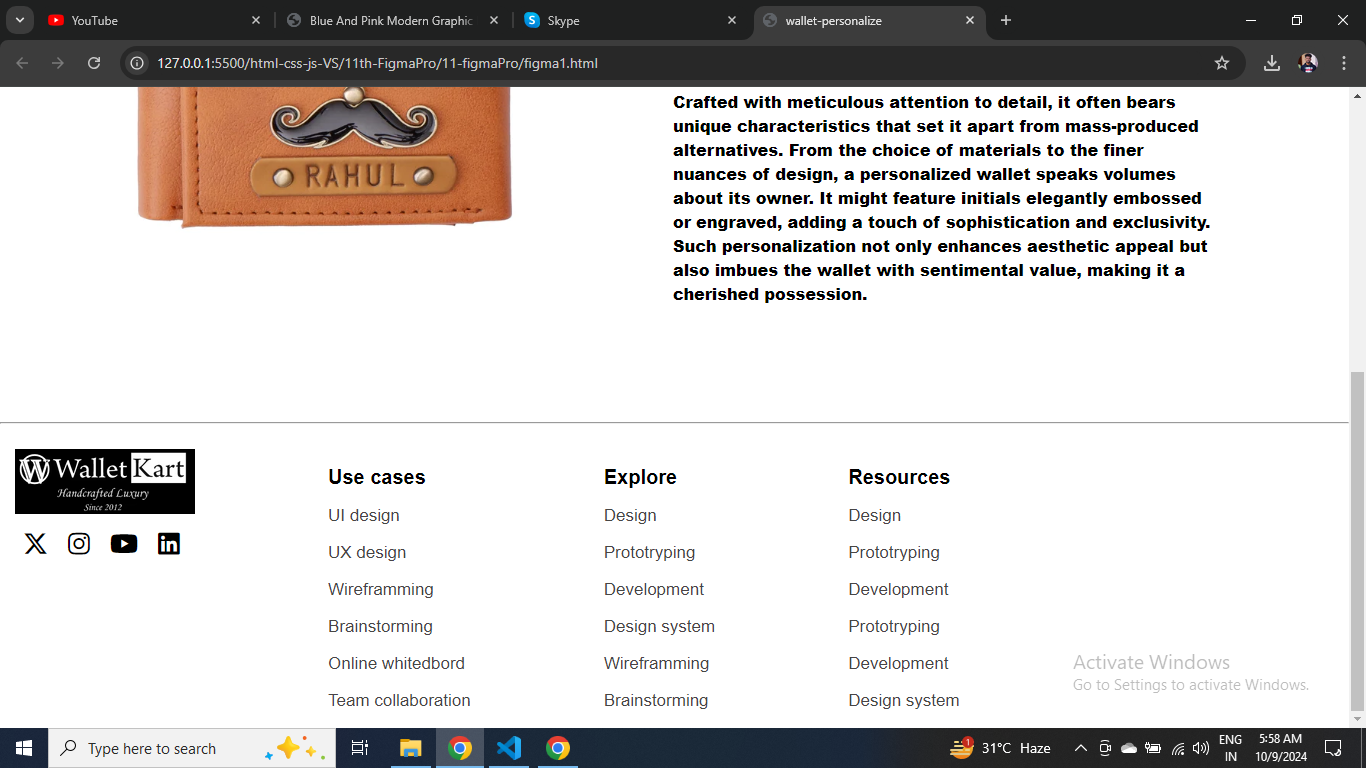 YouTube
Blue And Pink Modern Graphic
Skype
wallet-personalize
127.0.0.1:5500/html-css-js-VS/11th-FigmaPro/11-figmaPro/figma1.html
RAHUL
Crafted with meticulous attention to detail, it often bears
unique characteristics that set it apart from mass-produced
alternatives. From the choice of materials to the finer
nuances of design, a personalized wallet speaks volumes
about its owner. It might feature initials elegantly embossed
or engraved, adding a touch of sophistication and exclusivity.
Such personalization not only enhances aesthetic appeal but
also imbues the wallet with sentimental value, making it a
cherished possession.
W Wallet Kart
Handcrafted Luxury
Since 2012
Use cases
UI design
UX design
Wireframming
Brainstorming
Online whitedbord
Team collaboration
Explore
Design
Prototryping
Development
Design system
Wireframming
Brainstorming
Resources
Design
Prototryping
Development
Prototryping
Development
Design system
Activate Windows
Go to Settings to activate Windows.
Type here to search
1
31°C Haze
ENG
IN
5:58 AM
10/9/2024